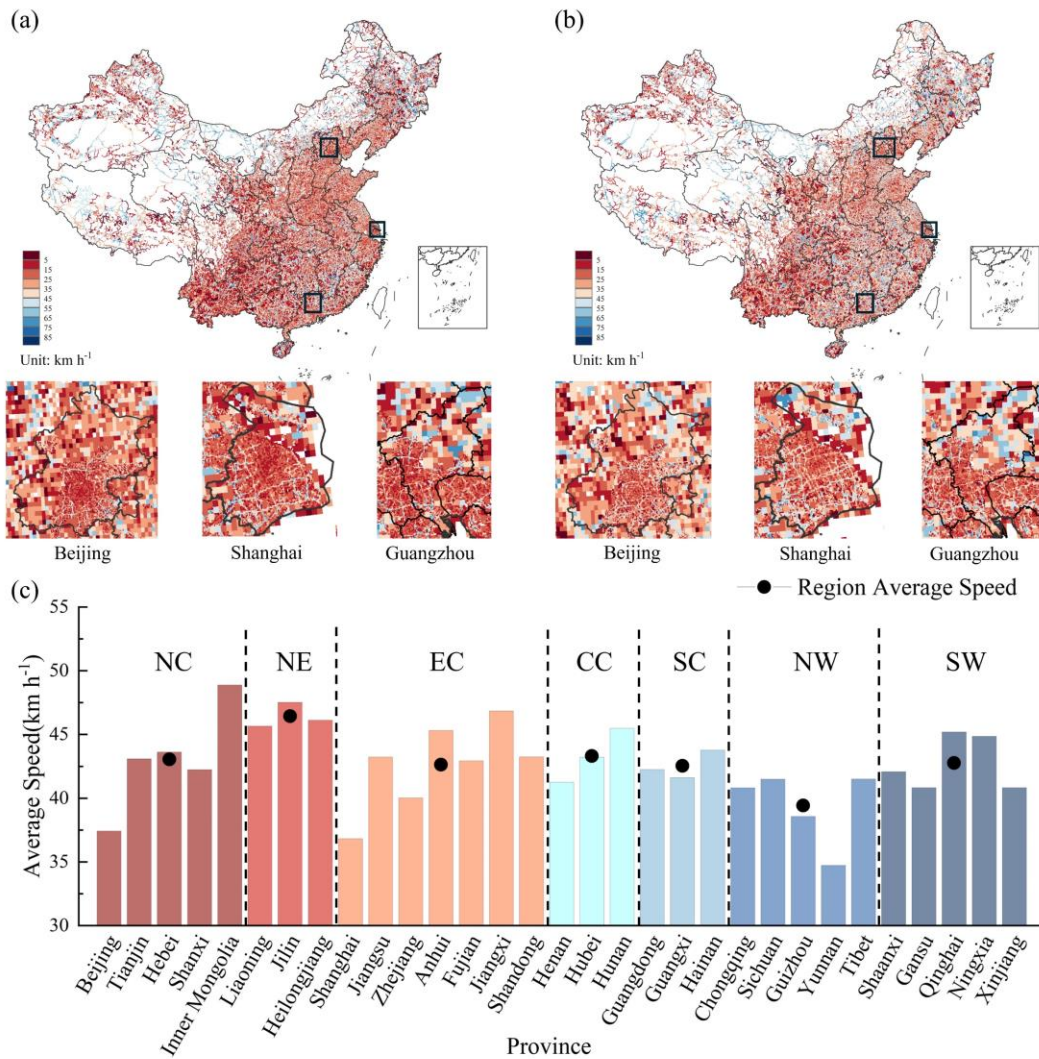 (a)
(b)
5
15
25
35
45
55
65
75
85
Unit: km h-1
5
15
25
35
45
55
65
75
85
Unit: km h-1
Beijing
Shanghai
Guangzhou
Beijing
Shanghai
Guangzhou
(c)
Region Average Speed
55
50
45
40
35
30
Average Speed(km h-1)
NC
NE
EC
CC
SC
NW
SW
Beijing
Tianjin
Hebei
Shanxi
Inner Mongolia
Liaoning
Jilin
Heilongjiang
Shanghai
Jiangsu
Zhejiang
Anhui
Fujian
Jiangxi
Shandong
Henan
Hubei
Hunan
Guangdong
Guangxi
Hainan
Chongqing
Sichuan
Guizhou
Yunnan
Tibet
Shaanxi
Gansu
Qinghai
Ningxia
Xinjiang
Province